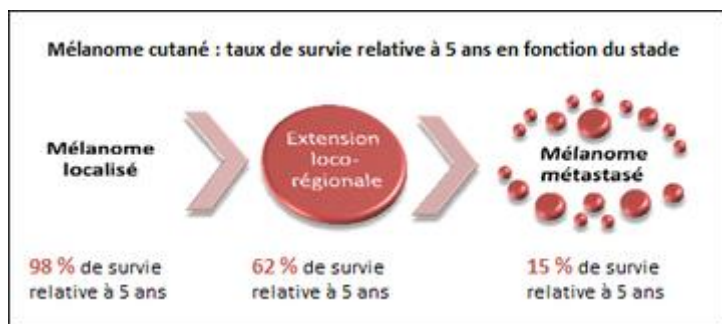 Mélanome cutané : taux de survie relative à 5 ans en fonction du stade
Mélanome
localisé
Extension
loco-
régionale
Mélanome
métastasé
98 % de survie
relative à 5 ans
62 % de survie
relative à 5 ans
15 % de survie
relative à 5 ans